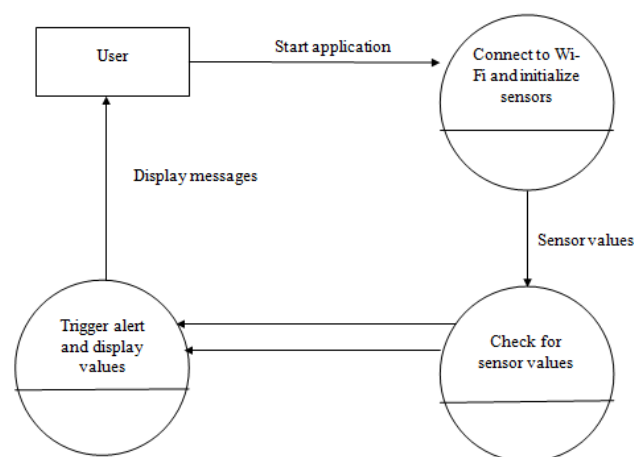 User
Start application
Connect to Wi-
Fi and initialize
sensors
Display messages
Sensor values
Trigger alert
and display
values
Check for
sensor values